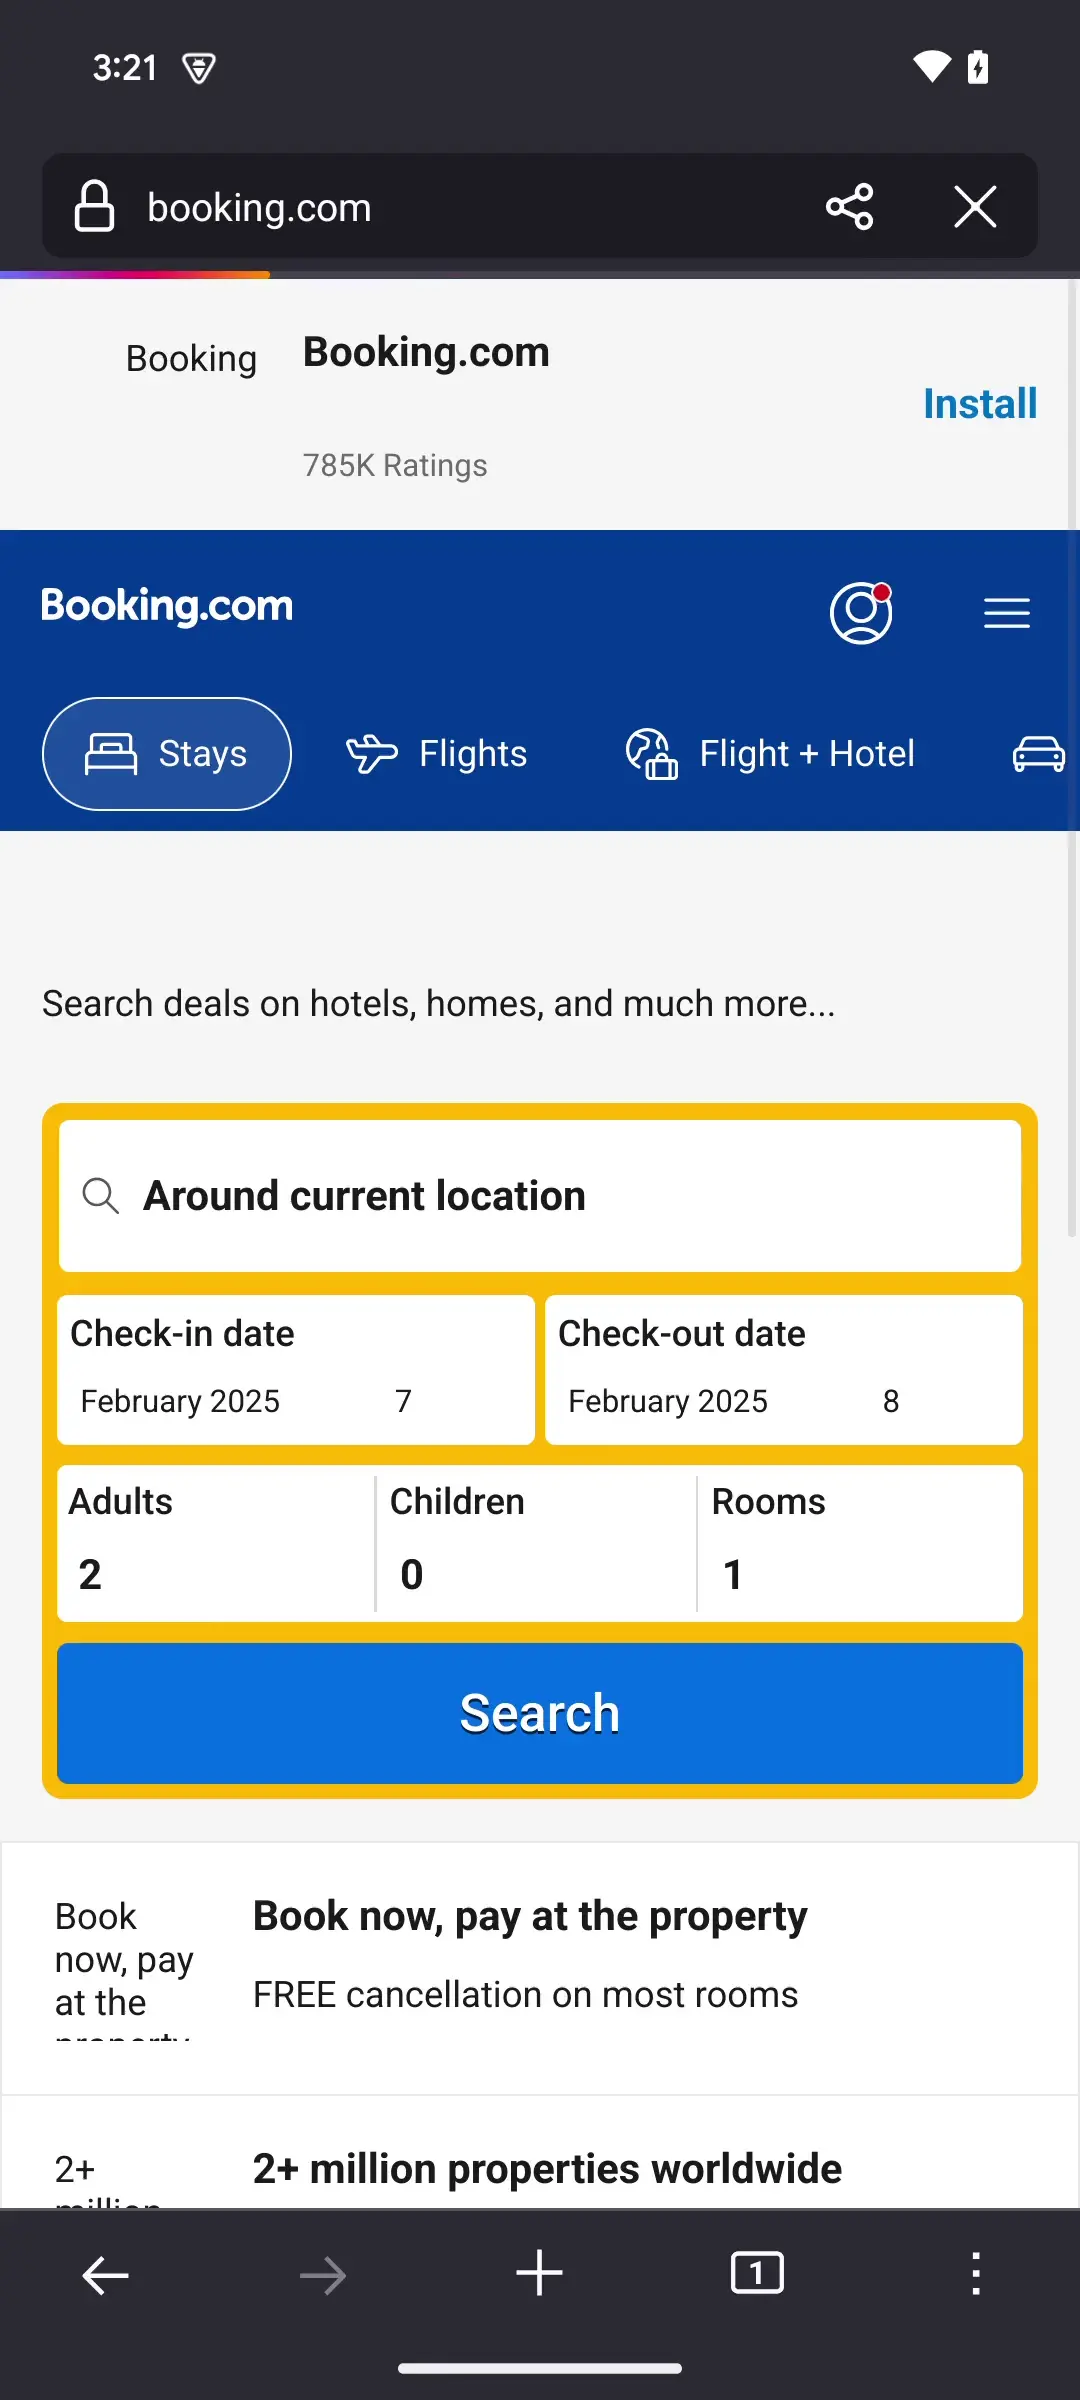 3:21
booking.com
Booking
Booking.com
Install
785K Ratings
Booking.com
Stays
Flights
Flight + Hotel
Search deals on hotels, homes, and much more...
Around current location
Check-in date
Check-out date
February 2025 7
February 2025 8
Adults
Children
Rooms
2
0
1
Search
Book now, pay at the property
Book now, pay at the property
FREE cancellation on most rooms
2+ million
2+ million properties worldwide
1